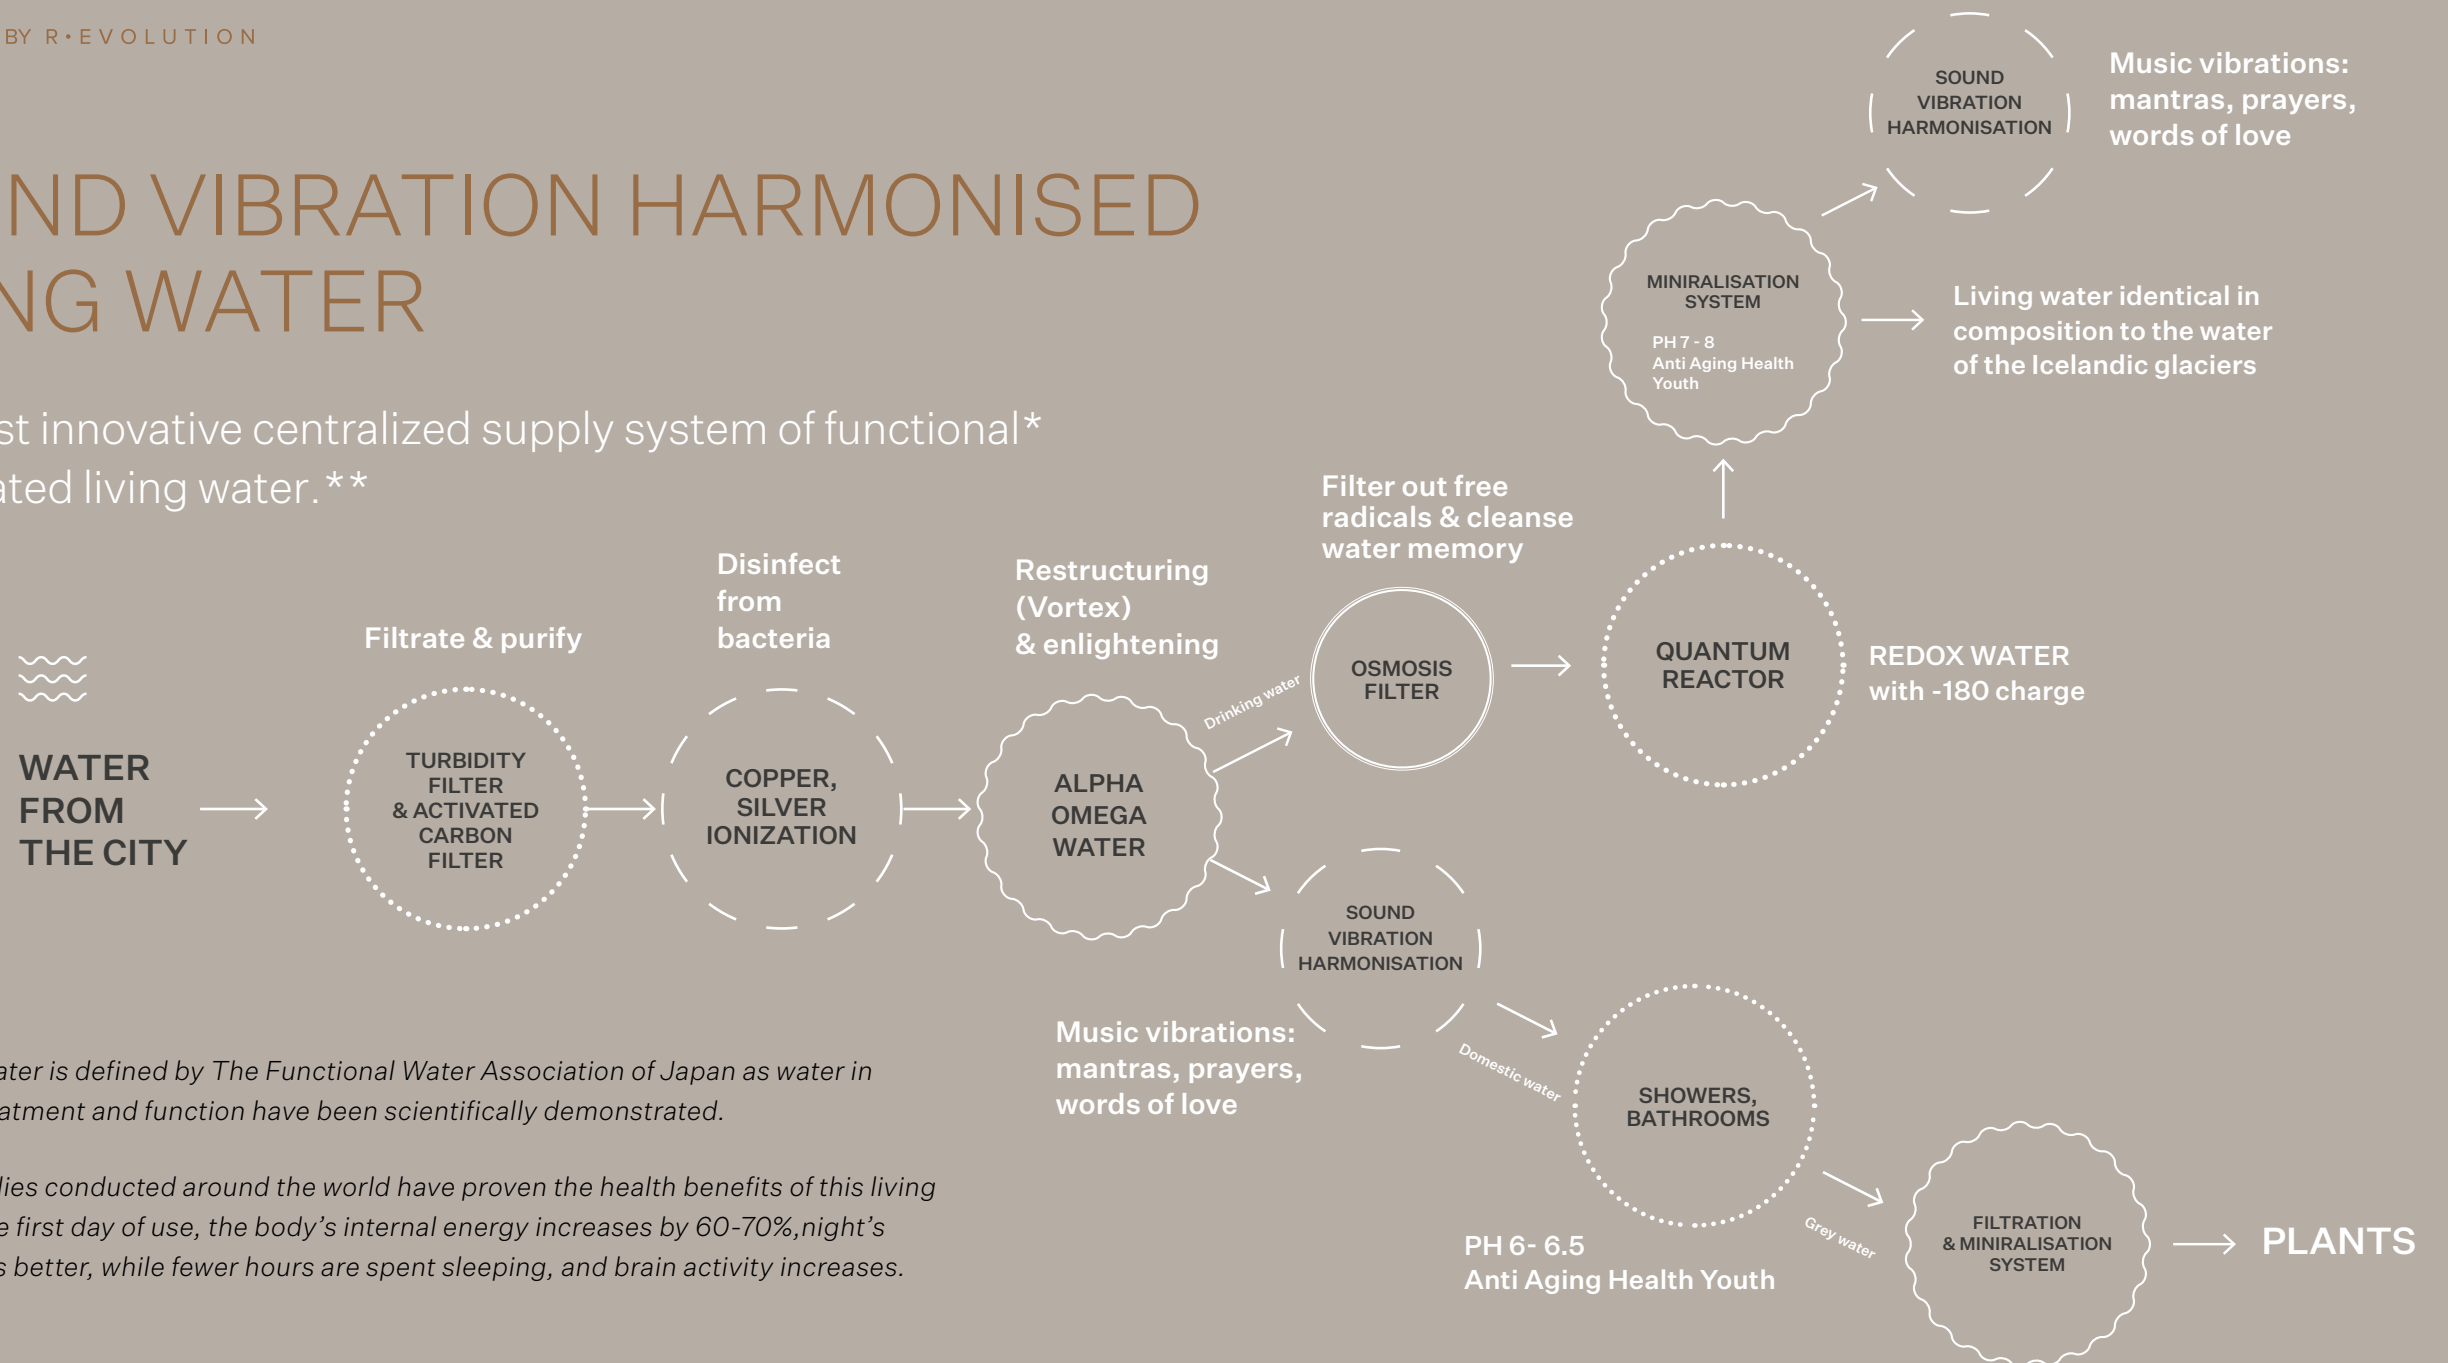 BY R•EVOLUTION
ND VIBRATION HARMONISED
NG WATER
st innovative centralized supply system of functional*
ated living water.**
WATER
FROM
THE CITY
Filtrate & purify
TURBIDITY
FILTER
& ACTIVATED
CARBON
FILTER
Disinfect
from
bacteria
COPPER,
SILVER
IONIZATION
Restructuring
(Vortex)
& enlightening
ALPHA
OMEGA
WATER
Drinking water
Filter out free
radicals & cleanse
water memory
OSMOSIS
FILTER
QUANTUM
REACTOR
REDOX WATER
with -180 charge
MINIRALISATION
SYSTEM
PH 7 - 8
Anti Aging Health
Youth
Living water identical in
composition to the water
of the Icelandic glaciers
SOUND
VIBRATION
HARMONISATION
Music vibrations:
mantras, prayers,
words of love
SOUND
VIBRATION
HARMONISATION
Music vibrations:
mantras, prayers,
words of love
Domestic water
SHOWERS,
BATHROOMS
PH 6- 6.5
Anti Aging Health Youth
Grey water
FILTRATION
& MINIRALISATION
SYSTEM
PLANTS
ater is defined by The Functional Water Association of Japan as water in
eatment and function have been scientifically demonstrated.
lies conducted around the world have proven the health benefits of this living
e first day of use, the body's internal energy increases by 60-70%,night's
s better, while fewer hours are spent sleeping, and brain activity increases.